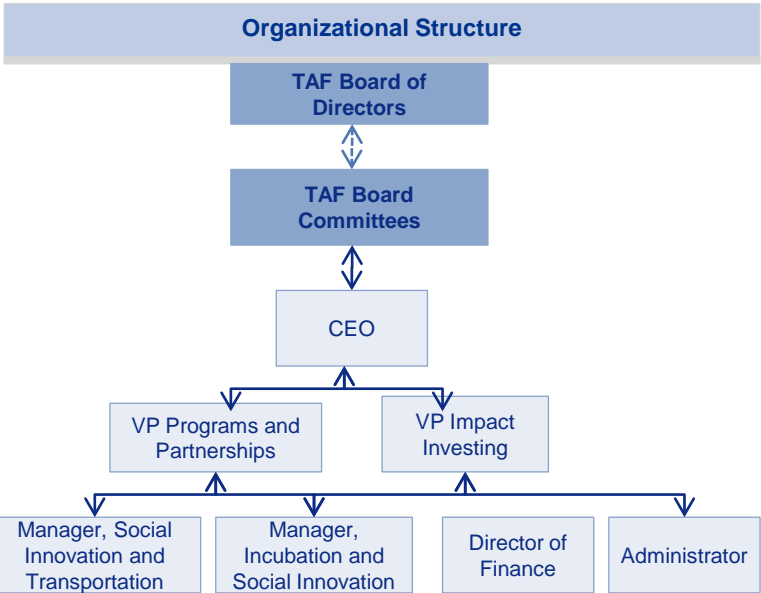 Organizational Structure
TAF Board of
Directors
TAF Board
Committees
CEO
VP Programs and
Partnerships
VP Impact
Investing
Manager, Social
Innovation and
Transportation
Manager,
Incubation and
Social Innovation
Director of
Finance
Administrator